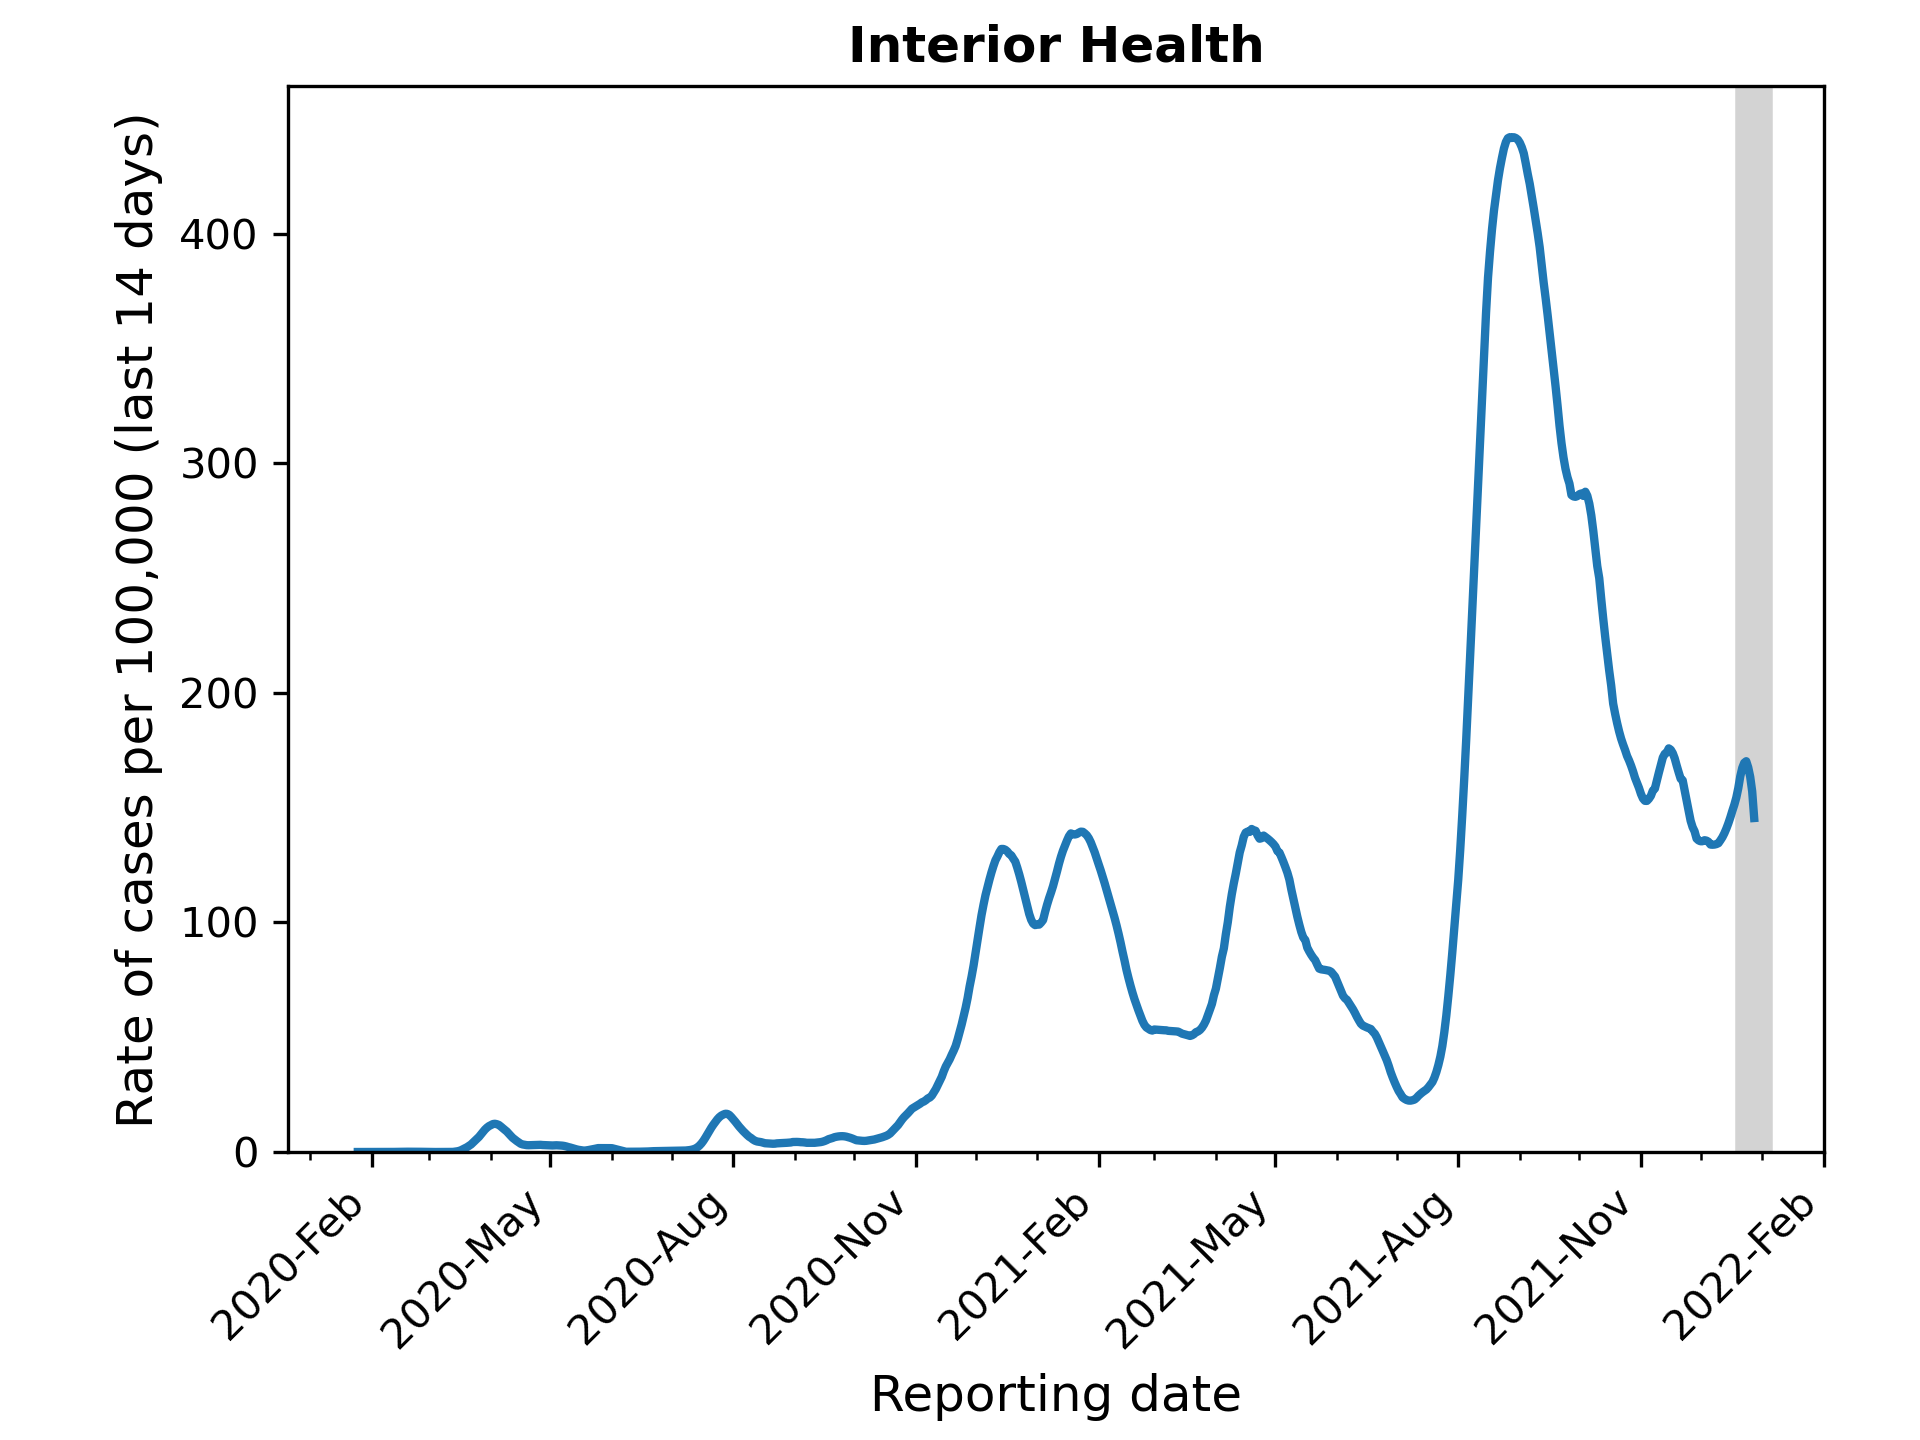 Interior Health
Rate of cases per 100,000 (last 14 days)
400
300
200
100
0
2020-Feb
2020-May
2020-Aug
2020-Nov
2021-Feb
2021-May
2021-Aug
2021-Nov
2022-Feb
Reporting date